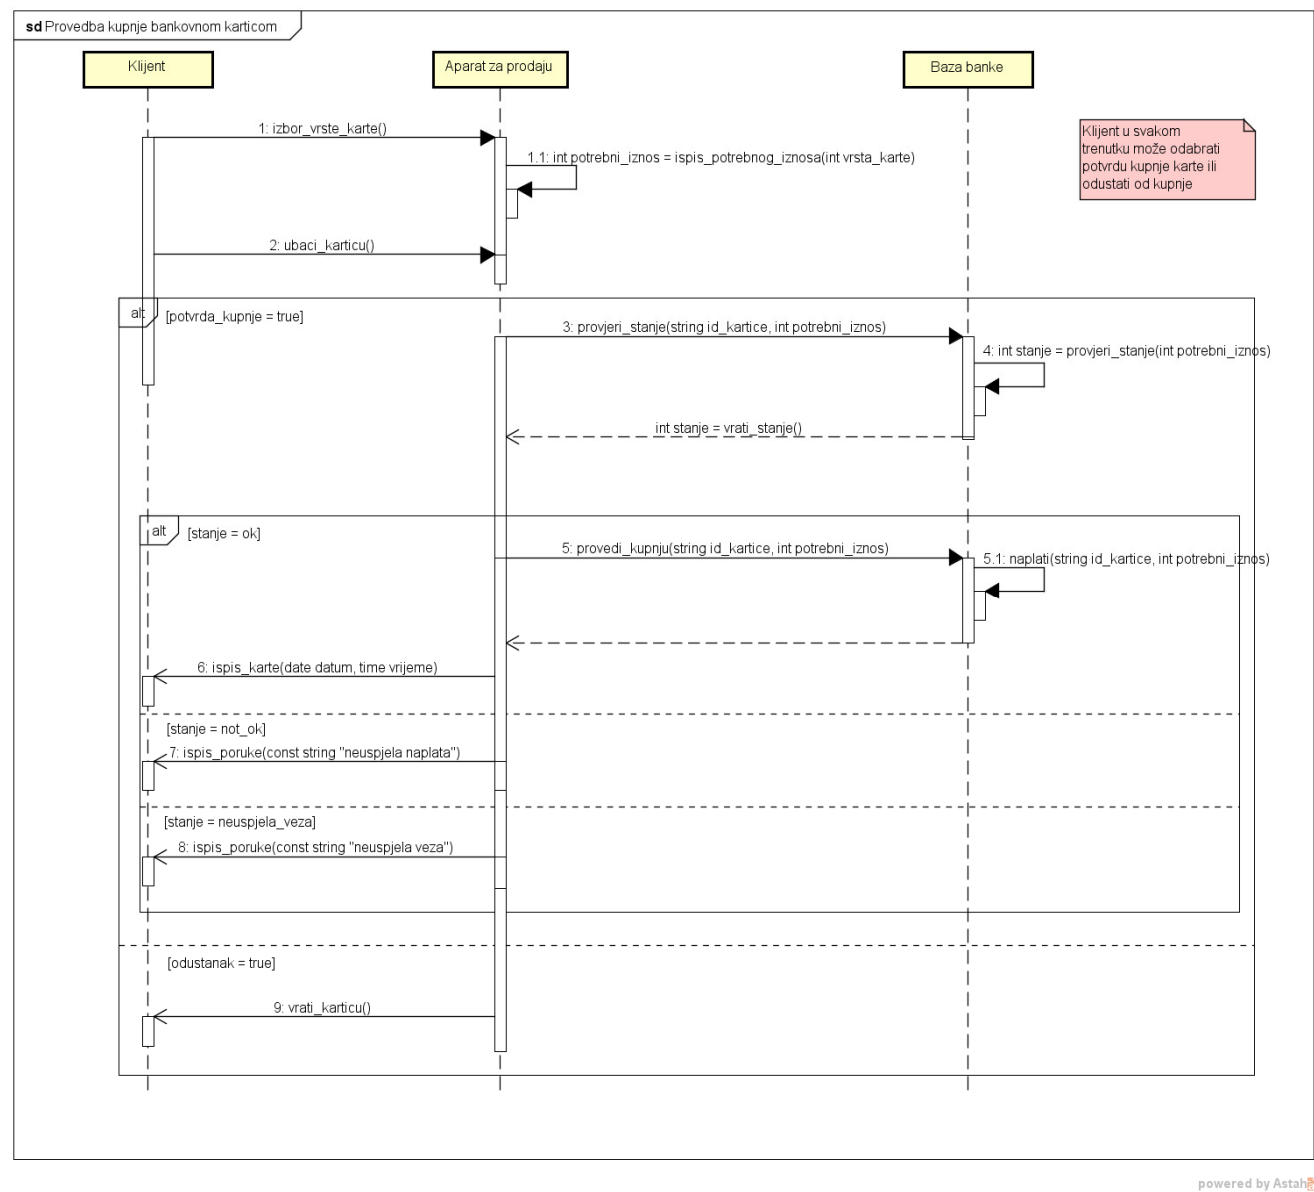 sd Provedba kupnje bankovnom karticom
Klijent
Aparat za prodaju
Baza banke
1: izbor_vrste_karte()
Klijent u svakom
trenutku može odabrati
potvrdu kupnje karte ili
odustati od kupnje
1.1: int potrebni_iznos = ispis_potrebnog_iznosa(int vrsta_karte)
2: ubaci_karticu()
alt
[potvrda_kupnje = true]
3: provjeri_stanje(string id_kartice, int potrebni_iznos)
4: int stanje = provjeri_stanje(int potrebni_iznos)
int stanje = vrati_stanje()
alt
[stanje = ok]
5: provedi_kupnju(string id_kartice, int potrebni_iznos)
5.1: naplati(string id_kartice, int potrebni_iznos)
6: ispis_karte(date datum, time vrijeme)
[stanje = not_ok]
7: ispis_poruke(const string "neuspjela naplata")
[stanje = neuspjela_veza]
8: ispis_poruke(const string "neuspjela veza")
[odustanak = true]
9: vrati_karticu()
powered by Astah